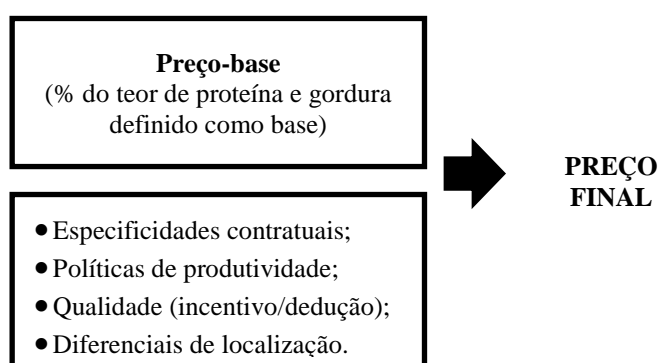 Preço-base
(% do teor de proteína e gordura
definido como base)
PREÇO
FINAL
●Especificidades contratuais;
●Políticas de produtividade;
●Qualidade (incentivo/dedução);
●Diferenciais de localização.